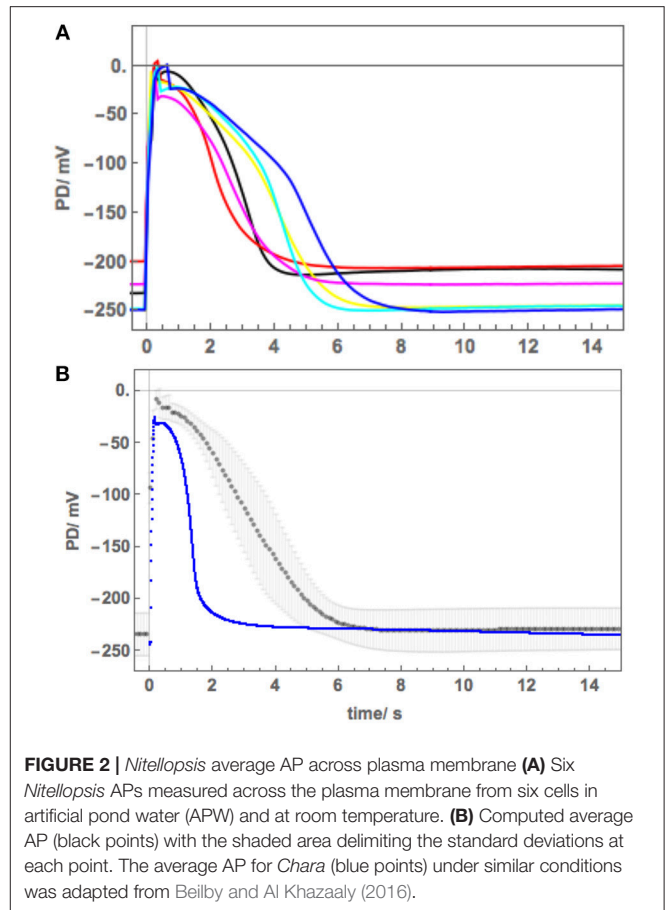 A
0.
−50
−100
−150
−200
−250
PD/ mV
0 2 4 6 8 10 12 14
B
0.
−50
−100
−150
−200
−250
PD/ mV
0 2 4 6 8 10 12 14
time/ s
FIGURE 2 | Nitellopsis average AP across plasma membrane (A) Six
Nitellopsis APs measured across the plasma membrane from six cells in
artificial pond water (APW) and at room temperature. (B) Computed average
AP (black points) with the shaded area delimiting the standard deviations at
each point. The average AP for Chara (blue points) under similar conditions
was adapted from Beilby and Al Khazaaly (2016).